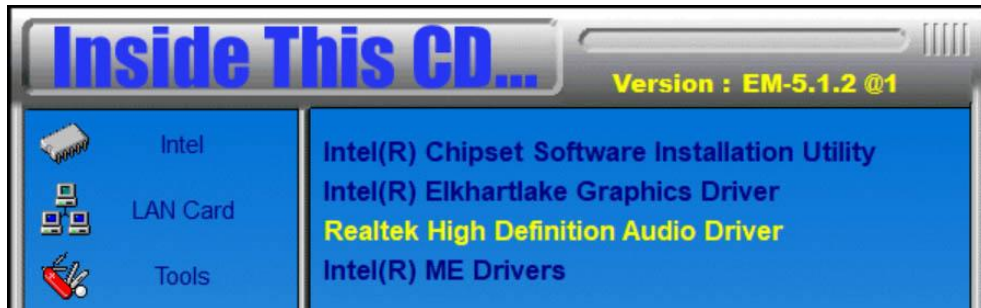 Inside This CD...
Version : EM-5.1.2 @1
Intel
LAN Card
Tools
Intel(R) Chipset Software Installation Utility
Intel(R) Elkhartlake Graphics Driver
Realtek High Definition Audio Driver
Intel(R) ME Drivers